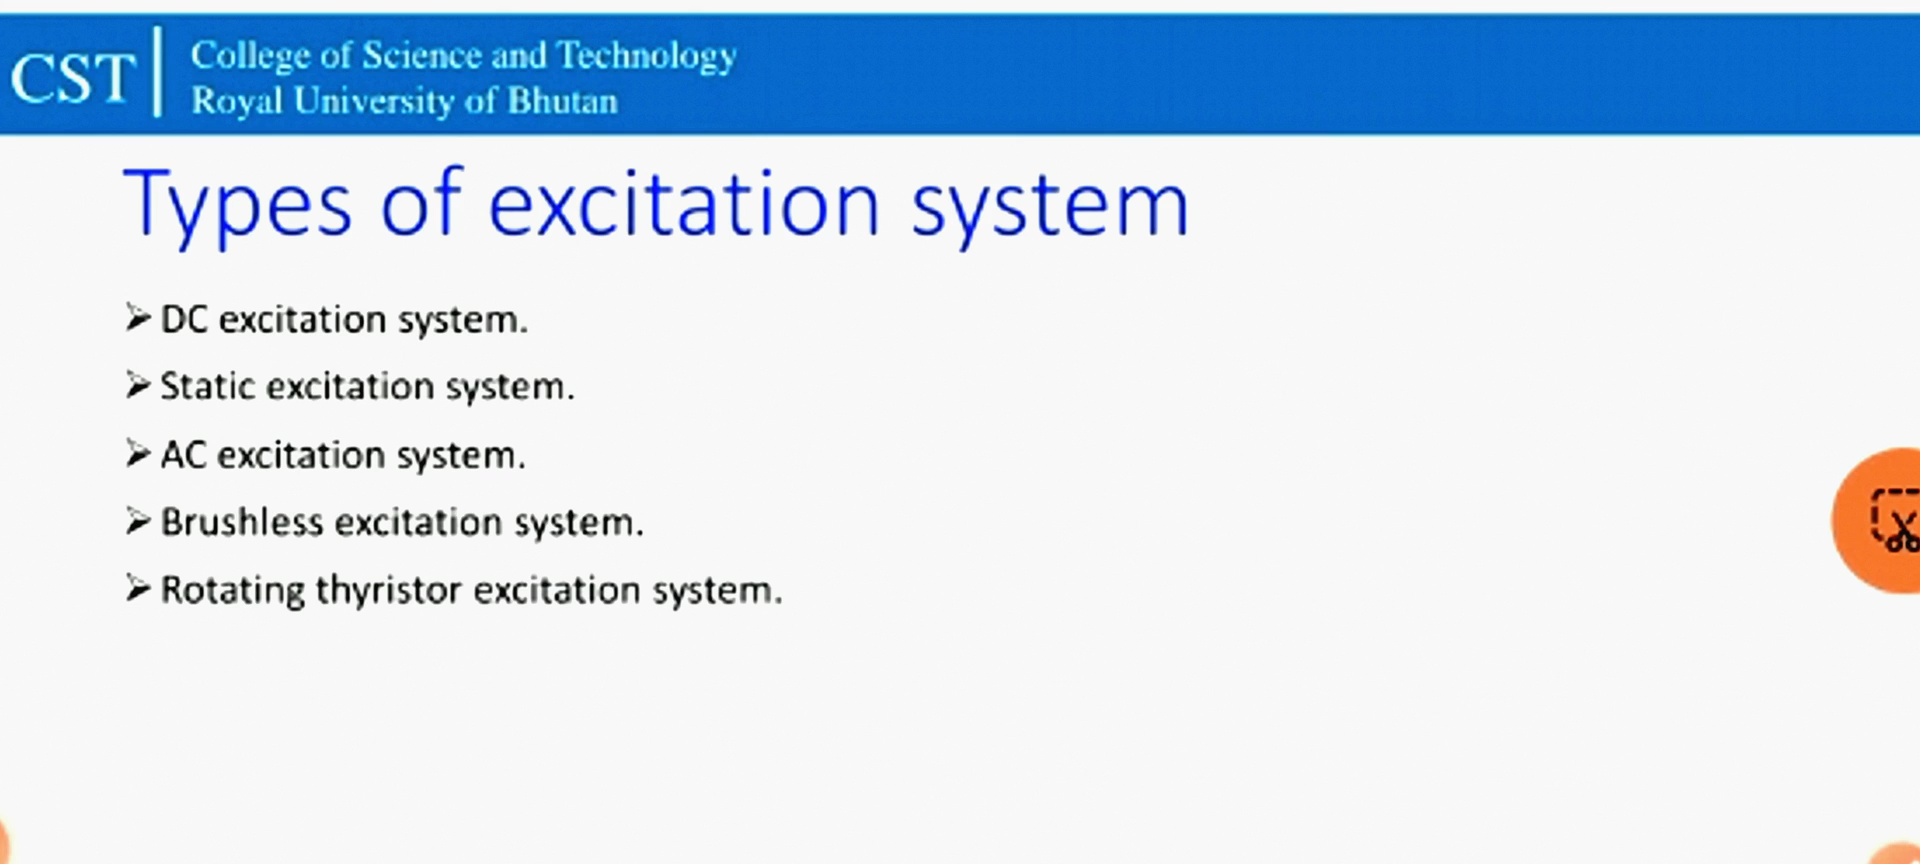 CST
College of Science and Technology
Royal University of Bhutan
Types of excitation system
➢ DC excitation system.
➢ Static excitation system.
➢ AC excitation system.
➢ Brushless excitation system.
➢ Rotating thyristor excitation system.